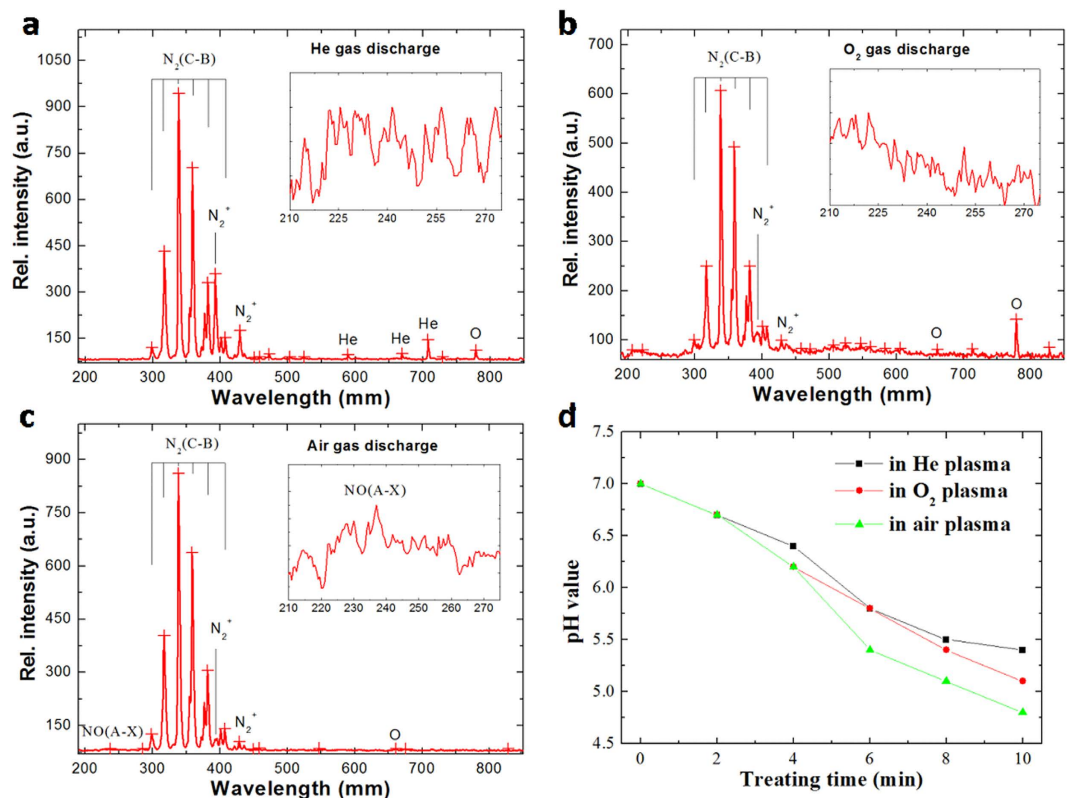 a
He gas discharge
N₂(C-B)
N₂⁺
N₂⁺
He
He
He
O
1050
900
750
600
450
300
150
Rel. intensity (a.u.)
210 225 240 255 275
200 300 400 500 600 700 800
Wavelength (mm)
b
O₂ gas discharge
N₂(C-B)
N₂⁺
N₂⁺
O
O
700
600
500
400
300
200
100
Rel. intensity (a.u.)
210 225 240 255 270
200 300 400 500 600 700 800
Wavelength (mm)
c
Air gas discharge
N₂(C-B)
NO(A-X)
N₂⁺
N₂⁺
NO(A-X)
O
900
750
600
450
300
150
Rel. intensity (a.u.)
210 220 230 240 250 260 275
200 300 400 500 600 700 800
Wavelength (mm)
d
in He plasma
in O₂ plasma
in air plasma
7.5
7.0
6.5
6.0
5.5
5.0
4.5
pH value
0 2 4 6 8 10
Treating time (min)